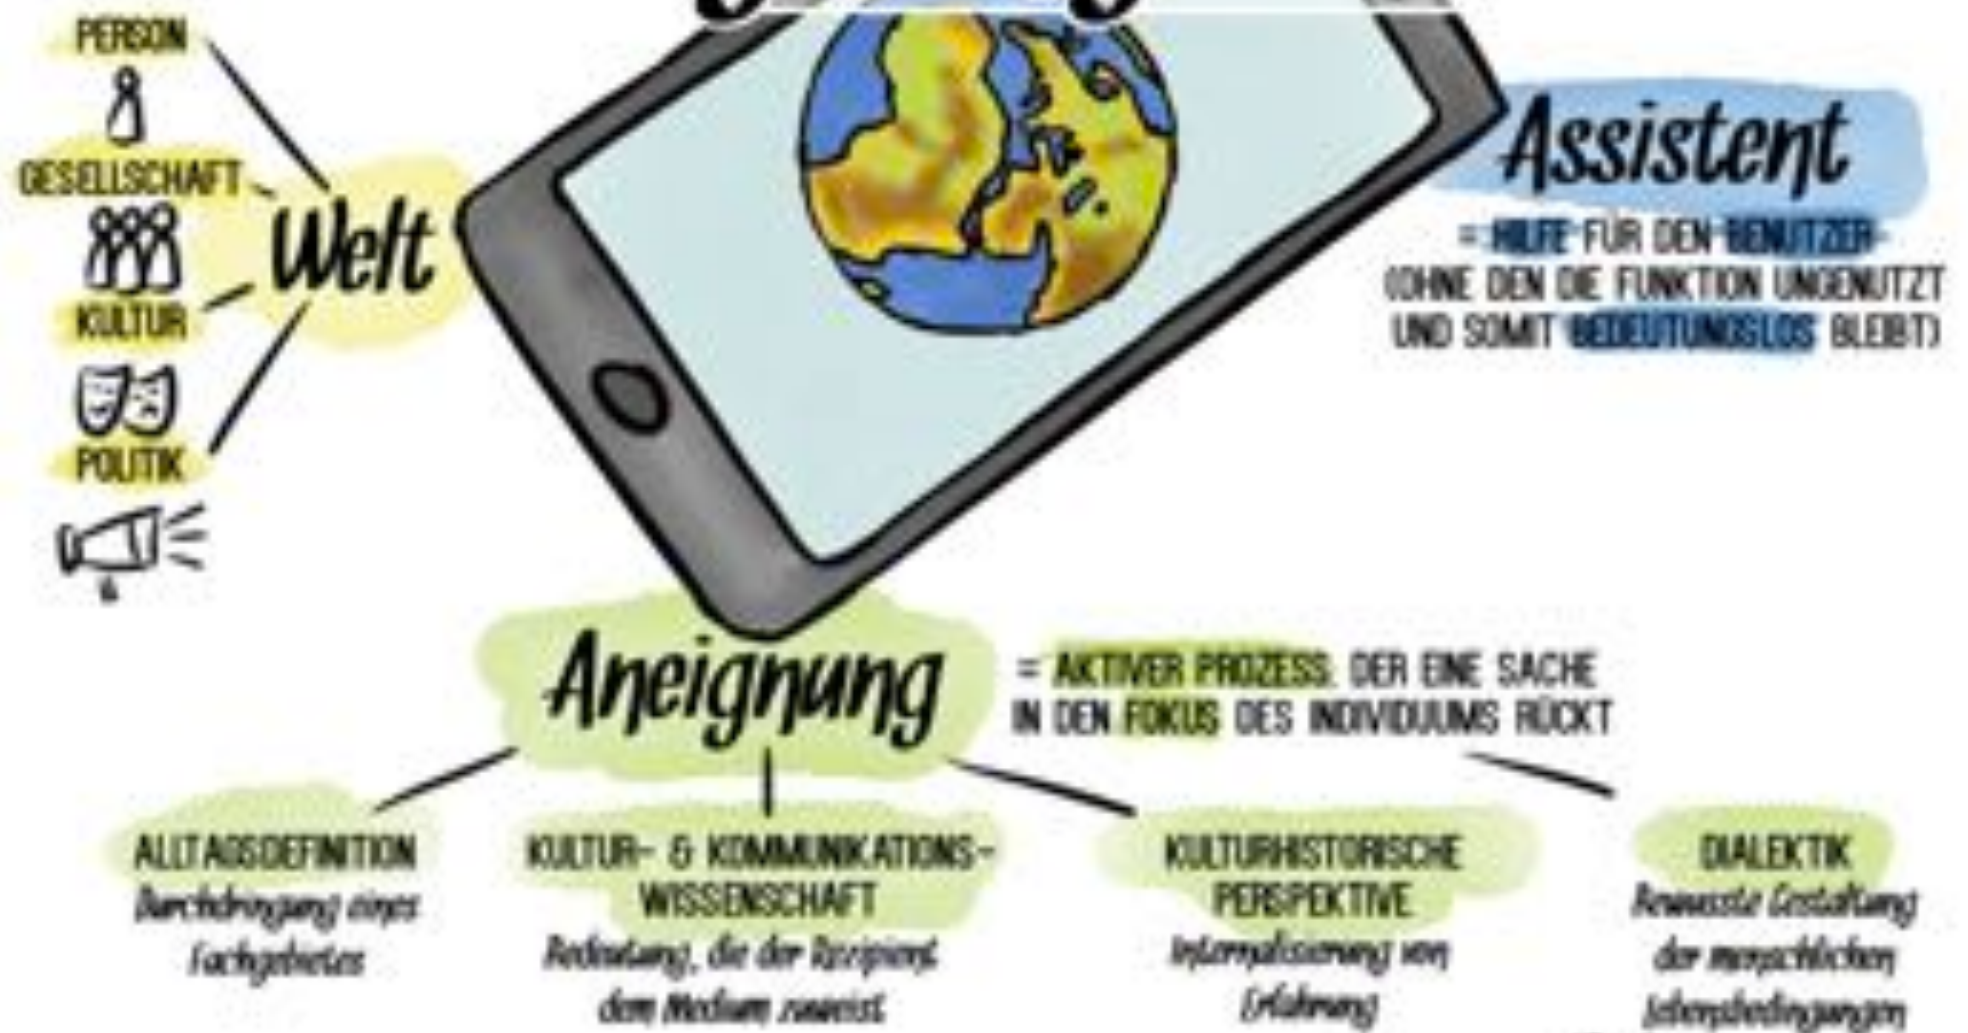 PERSON
GESELLSCHAFT
Welt
KULTUR
POLITIK
Assistent
= HILFE FÜR DEN BENUTZER
(OHNE DEN DIE FUNKTION UNGENUTZT
UND SOMIT BEDEUTUNGSLOS BLEIBT)
Aneignung
= AKTIVER PROZESS, DER EINE SACHE
IN DEN FOKUS DES INDIVIDUUMS RÜCKT
ALLTAGSDEFINITION
Durchdringung eines
Fachgebietes
KULTUR- & KOMMUNIKATIONS-
WISSENSCHAFT
Bedeutung, die der Rezipient
dem Medium zuweist
KULTURHISTORISCHE
PERSPEKTIVE
Internalisierung von
Erfahrung
DIALEKTIK
Bewusste Gestaltung
der menschlichen
Lebensbedingungen